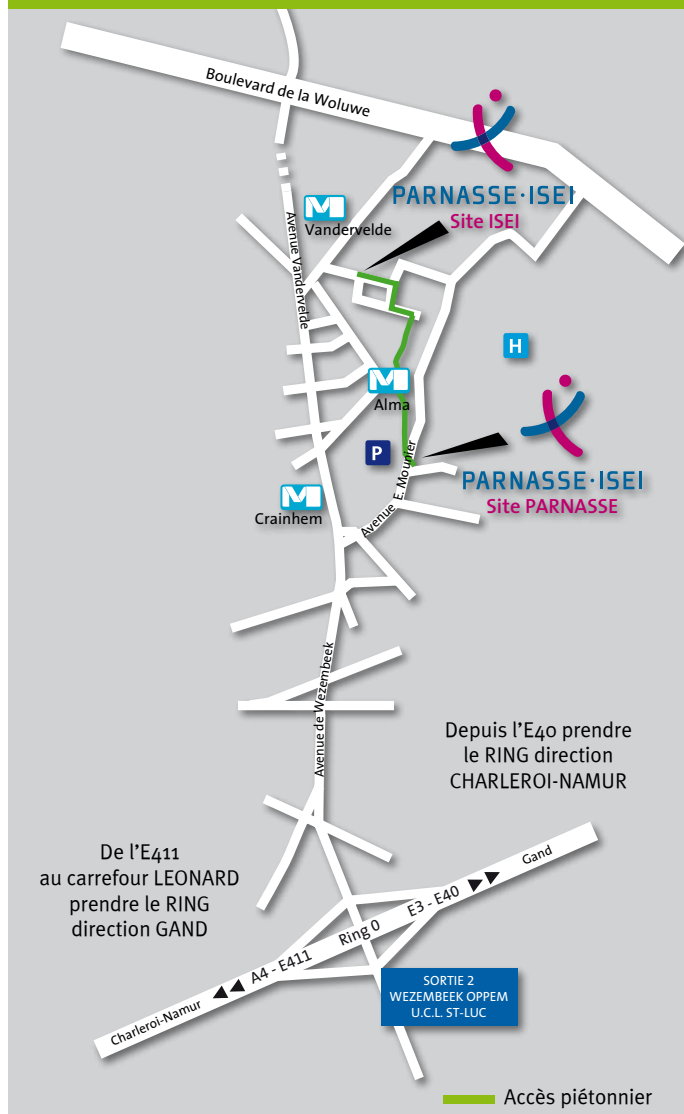 Boulevard de la Woluwe
PARNASSE·ISEI
Site ISEI
Vandervelde
Avenue Vandervelde
H
Alma
P
PARNASSE·ISEI
Site PARNASSE
Avenue E. Mounier
Crainhem
Avenue de Wezembeek
Depuis l'E40 prendre
le RING direction
CHARLEROI-NAMUR
De l'E411
au carrefour LEONARD
prendre le RING
direction GAND
Gand
E3 - E40
Ring 0
A4 - E411
Charleroi-Namur
SORTIE 2
WEZEMBEEK OPPEM
U.C.L. ST-LUC
Accès piétonnier